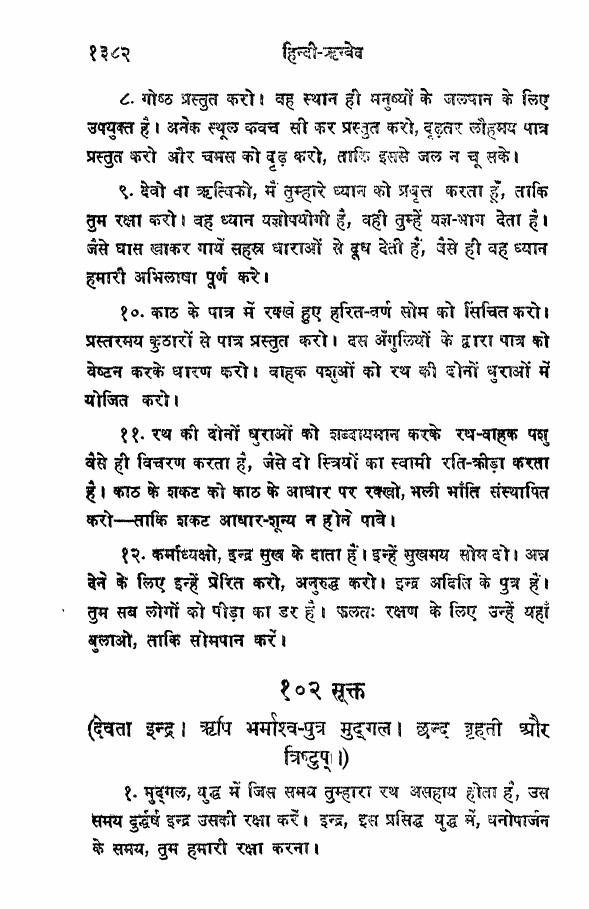 १३८२ हिन्दी-ऋग्वेद
८. गोष्ठ प्रस्तुत करो। वह स्थान ही मनुष्यों के जलपान के लिए
उपयुक्त है। अनेक स्थूल कवच सी कर प्रस्तुत करो, दृढ़तर लौहमय पात्र
प्रस्तुत करो और चमस को दृढ़ करो, ताकि इससे जल न चू सके।
९. देवो वा ऋत्विको, मैं तुम्हारे ध्यान को प्रवृत्त करता हूँ, ताकि
तुम रक्षा करो। वह ध्यान यज्ञोपयोगी है, वही तुम्हें यज्ञ-भाग देता है।
जैसे घास खाकर गायें सहस्र धाराओं से दूध देती हैं, वैसे ही वह ध्यान
हमारी अभिलाषा पूर्ण करे।
१०. काठ के पात्र में रक्खे हुए हरित-वर्ण सोम को सिंचित करो।
प्रस्तरमय कुठारों से पात्र प्रस्तुत करो। दस अँगुलियों के द्वारा पात्र को
वेष्टन करके धारण करो। वाहक पशुओं को रथ की दोनों धुराओं में
योजित करो।
११. रथ की दोनों धुराओं को शब्दायमान करके रथ-वाहक पशु
वैसे ही विचरण करता है, जैसे दो स्त्रियों का स्वामी रति-क्रीड़ा करता
है। काठ के शकट को काठ के आधार पर रक्खो, भली भाँति संस्थापित
करो—ताकि शकट आधार-शून्य न होने पावे।
१२. कर्माध्यक्षो, इन्द्र सुख के दाता हैं। इन्हें सुखमय सोम दो। अन्न
देने के लिए इन्हें प्रेरित करो, अनुरुद्ध करो। इन्द्र अदिति के पुत्र हैं।
तुम सब लोगों को पीड़ा का डर है। फलतः रक्षण के लिए उन्हें यहाँ
बुलाओ, ताकि सोमपान करें।
१०२ सूक्त
(देवता इन्द्र। ऋषि भर्माश्व-पुत्र मुद्गल। छन्द बृहती और
त्रिष्टुप्।)
१. मुद्गल, युद्ध में जिस समय तुम्हारा रथ असहाय होता है, उस
समय दुर्द्धर्ष इन्द्र उसकी रक्षा करें। इन्द्र, इस प्रसिद्ध युद्ध में, धनोपार्जन
के समय, तुम हमारी रक्षा करना।